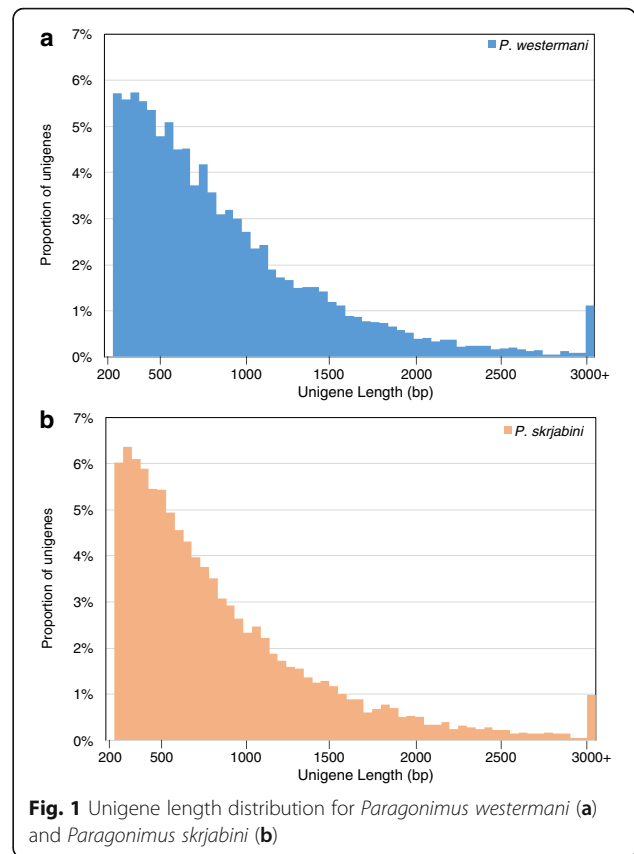 a
P. westermani
7%
6%
5%
4%
3%
2%
1%
0%
Proportion of unigenes
200 500 1000 1500 2000 2500 3000+
Unigene Length (bp)
b
P. skrjabini
7%
6%
5%
4%
3%
2%
1%
0%
Proportion of unigenes
200 500 1000 1500 2000 2500 3000+
Unigene Length (bp)
Fig. 1 Unigene length distribution for Paragonimus westermani (a)
and Paragonimus skrjabini (b)